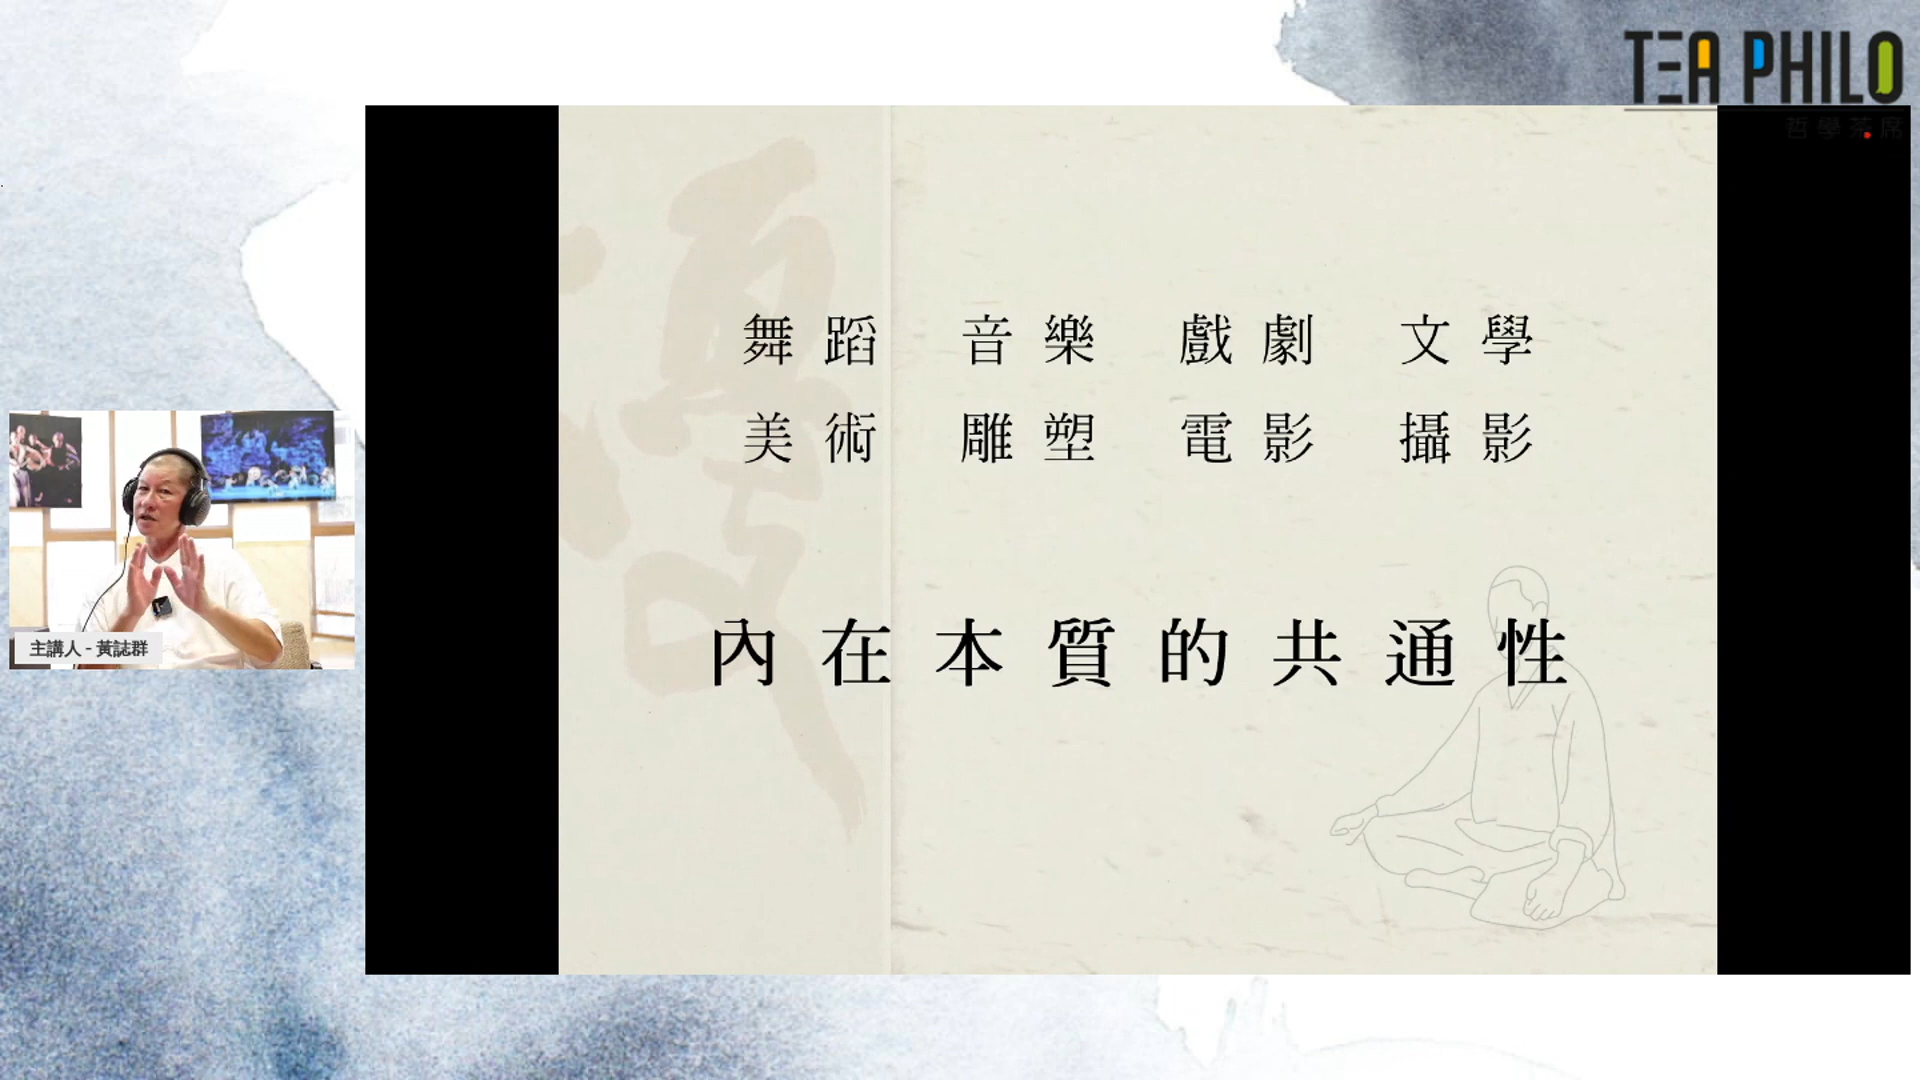 TEA PHILO
哲學茶席
舞蹈 音樂 戲劇 文學
美術 雕塑 電影 攝影
內在本質的共通性
主講人 - 黃誌群